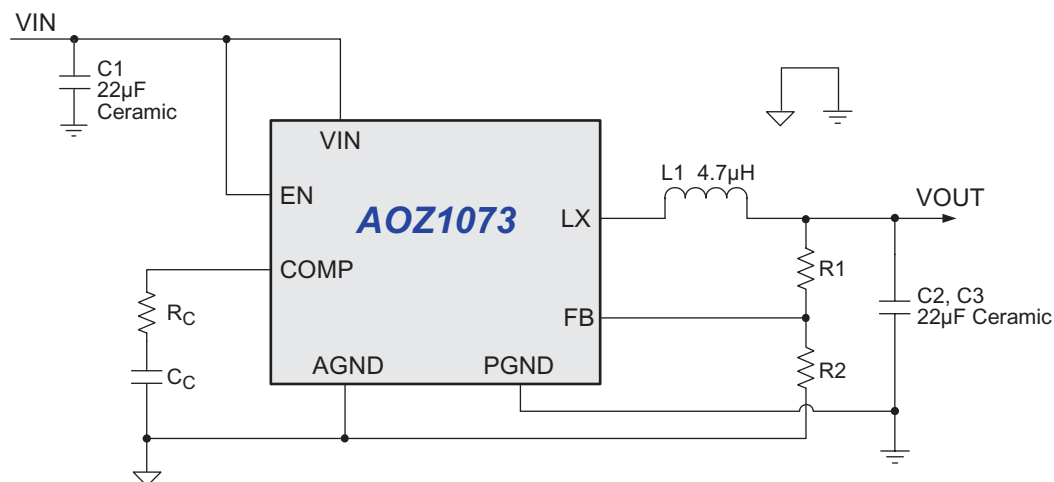 VIN
C1
22µF
Ceramic
VIN
L1 4.7µH
EN
VOUT
AOZ1073
LX
COMP
R1
C2, C3
22µF Ceramic
RC
FB
AGND
PGND
R2
CC